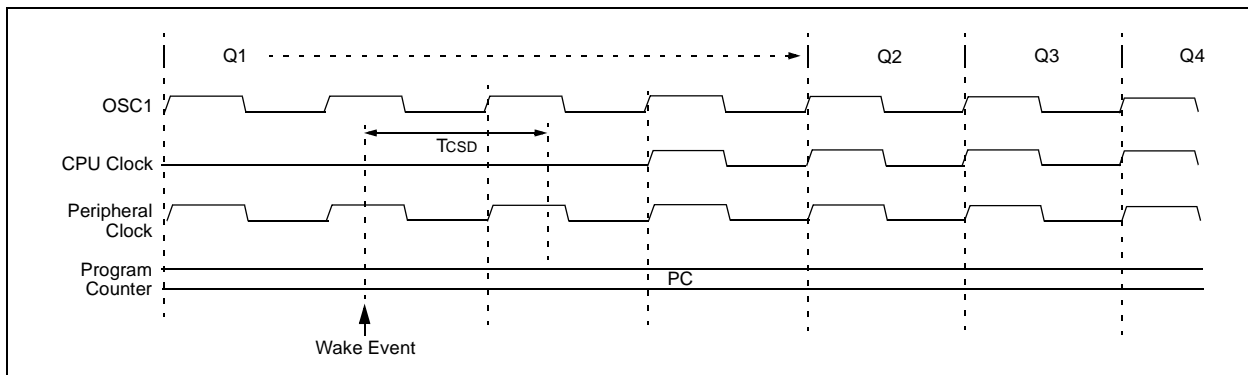 Q1 Q2 Q3 Q4
OSC1
TCSD
CPU Clock
Peripheral
Clock
Program
Counter
PC
Wake Event